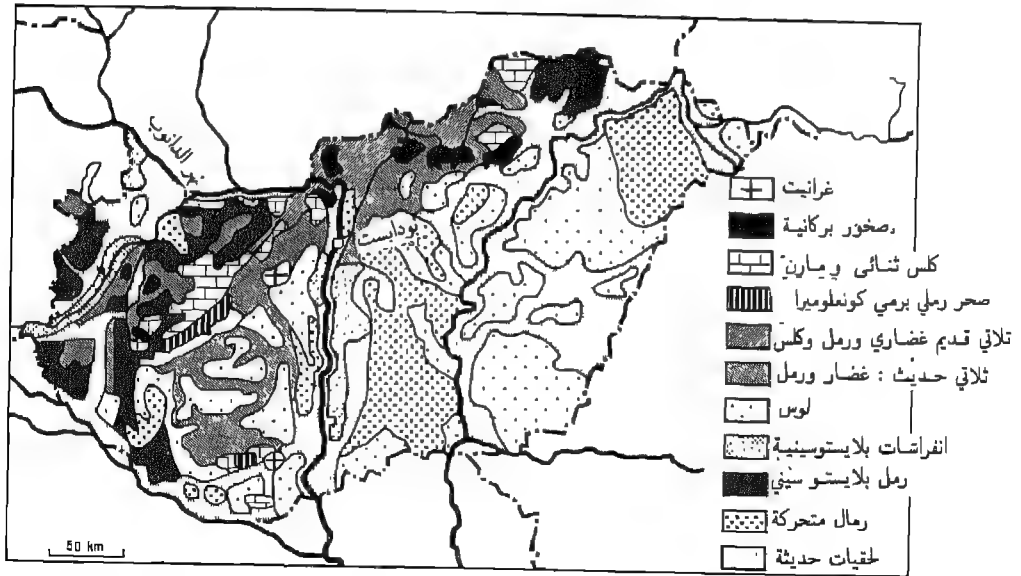 نهر الدانوب
بودابست
غرانيت
صخور بركانية
كلس ثنائي ومارن
صخر رملي برمي كونغلوميرا
ثلاثي قديم غضاري ورمل وكلس
ثلاثي حديث : غضار ورمل
لوس
انفراشات بلايستوسينية
رمل بلايستوسيني
رمال متحركة
لحقيات حديثة
50 km